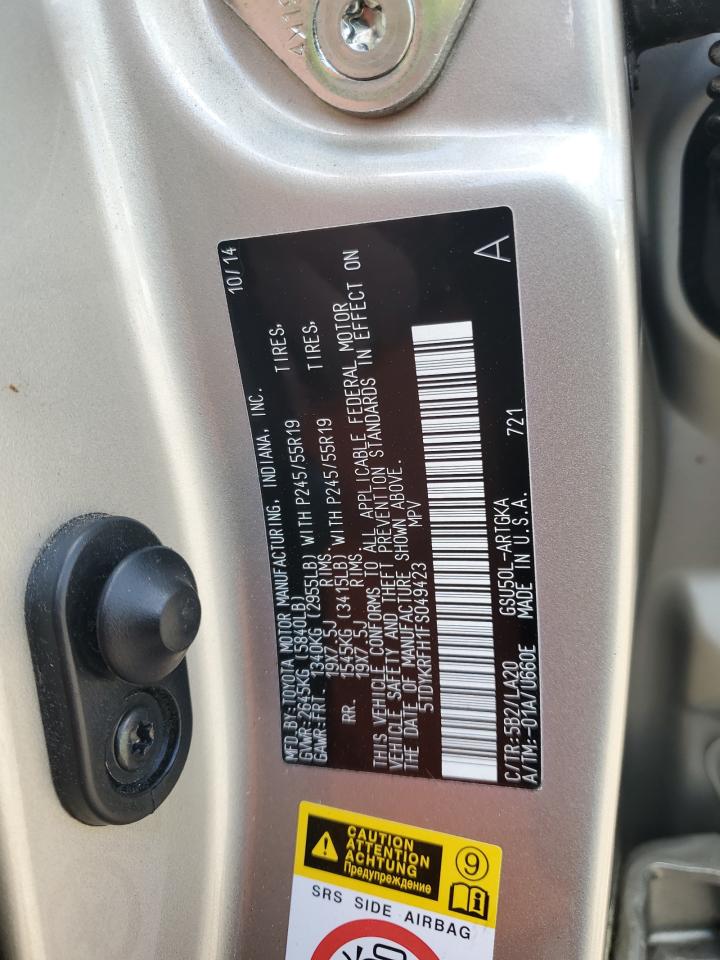 MFD.BY:TOYOTA MOTOR MANUFACTURING, INDIANA, INC. 10/14
GVWR:2645KG (5840LB)
GAWR:FRT. 1340KG (2955LB) WITH P245/55R19 TIRES,
19X7.5J RIMS.
RR. 1545KG (3415LB) WITH P245/55R19 TIRES,
19X7.5J RIMS.
THIS VEHICLE CONFORMS TO ALL APPLICABLE FEDERAL MOTOR
VEHICLE SAFETY AND THEFT PREVENTION STANDARDS IN EFFECT ON
THE DATE OF MANUFACTURE SHOWN ABOVE.
5TDYKRFH1FS049423 MPV
C/TR:5B2/LA20 GSU50L-ARTGKA 721
A/TM:-01A/U660E MADE IN U.S.A. A
CAUTION
ATTENTION
ACHTUNG
Предупреждение
9
SRS SIDE AIRBAG